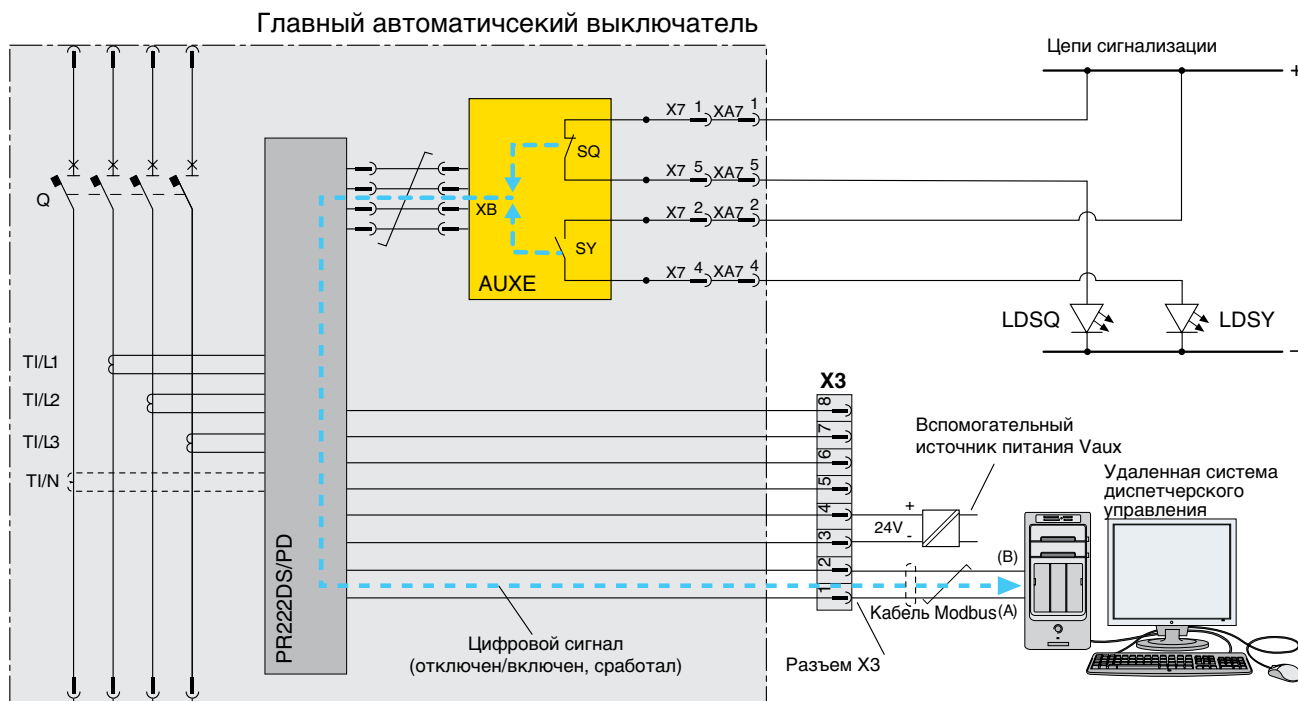 Главный автоматичсекий выключатель
Цепи сигнализации
+
X7 1 XA7 1
SQ
X7 5 XA7 5
Q
XB
X7 2 XA7 2
SY
X7 4 XA7 4
AUXE
LDSQ
LDSY
–
TI/L1
TI/L2
TI/L3
TI/N
PR222DS/PD
X3
8
7
6
5
4
3
2
1
Вспомогательный
источник питания Vaux
+
24V
-
Удаленная система
диспетчерского
управления
(B)
Кабель Modbus (A)
Цифровой сигнал
(отключен/включен, сработал)
Разъем X3